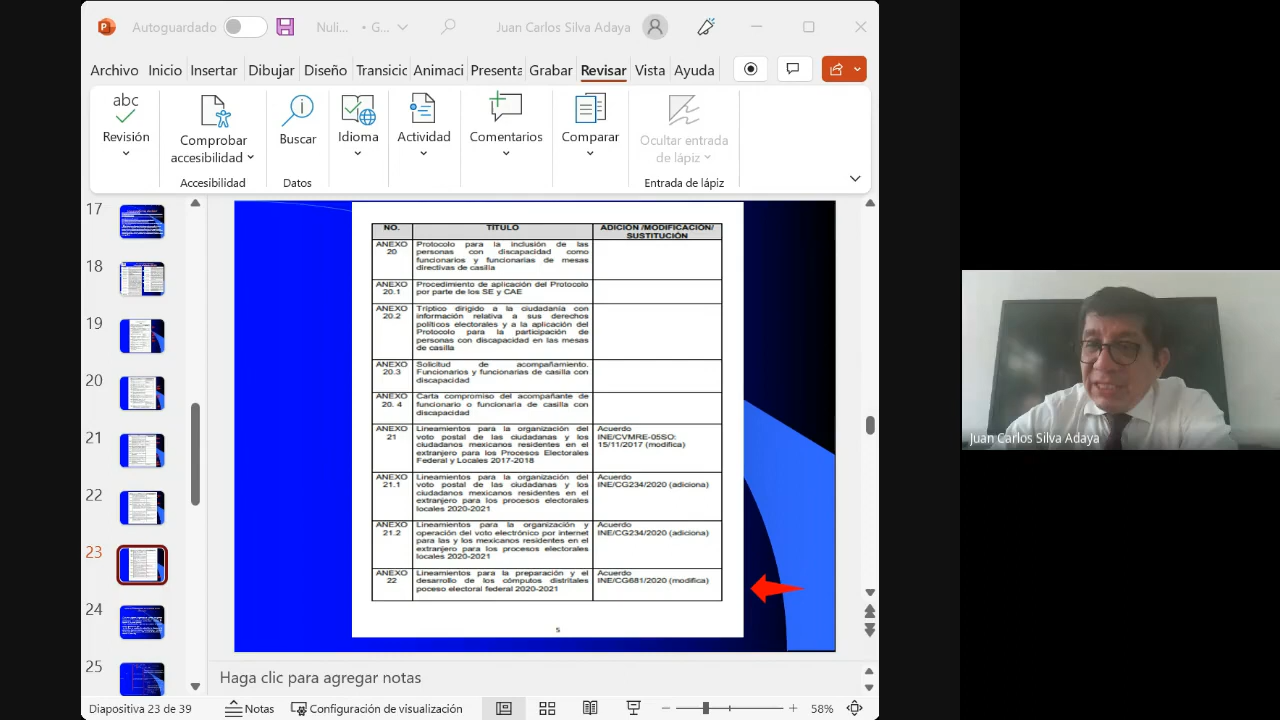 Autoguardado
Nuli... • G...
Juan Carlos Silva Adaya
Archivo Inicio Insertar Dibujar Diseño Transicic Animaci Presenta Grabar Revisar Vista Ayuda
abc
Revisión
Comprobar
accesibilidad
Buscar
Idioma
Actividad
Comentarios
Comparar
Ocultar entrada
de lápiz
Accesibilidad
Datos
Entrada de lápiz
17
18
19
20
21
22
23
24
25
NO. TÍTULO ADICIÓN /MODIFICACIÓN/
SUSTITUCIÓN
ANEXO
20
Protocolo para la inclusión de las
personas con discapacidad como
funcionarios y funcionarias de mesas
directivas de casilla
ANEXO
20.1
Procedimiento de aplicación del Protocolo
por parte de los SE y CAE
ANEXO
20.2
Tríptico dirigido a la ciudadanía con
información relativa a sus derechos
políticos electorales y a la aplicación del
Protocolo para la participación de
personas con discapacidad en las mesas
de casilla
ANEXO
20.3
Solicitud de acompañamiento.
Funcionarios y funcionarias de casilla con
discapacidad
ANEXO
20. 4
Carta compromiso del acompañante de
funcionario o funcionaria de casilla con
discapacidad
ANEXO
21
Lineamientos para la organización del
voto postal de las ciudadanas y los
ciudadanos mexicanos residentes en el
extranjero para los Procesos Electorales
Federal y Locales 2017-2018
Acuerdo
INE/CVMRE-05SO:
15/11/2017 (modifica)
ANEXO
21.1
Lineamientos para la organización del
voto postal de las ciudadanas y los
ciudadanos mexicanos residentes en el
extranjero para los procesos electorales
locales 2020-2021
Acuerdo
INE/CG234/2020 (adiciona)
ANEXO
21.2
Lineamientos para la organización y
operación del voto electrónico por internet
para las y los mexicanos residentes en el
extranjero para los procesos electorales
locales 2020-2021
Acuerdo
INE/CG234/2020 (adiciona)
ANEXO
22
Lineamientos para la preparación y el
desarrollo de los cómputos distritales
poceso electoral federal 2020-2021
Acuerdo
INE/CG681/2020 (modifica)
5
Juan Carlos Silva Adaya
Haga clic para agregar notas
Diapositiva 23 de 39
Notas
Configuración de visualización
58%